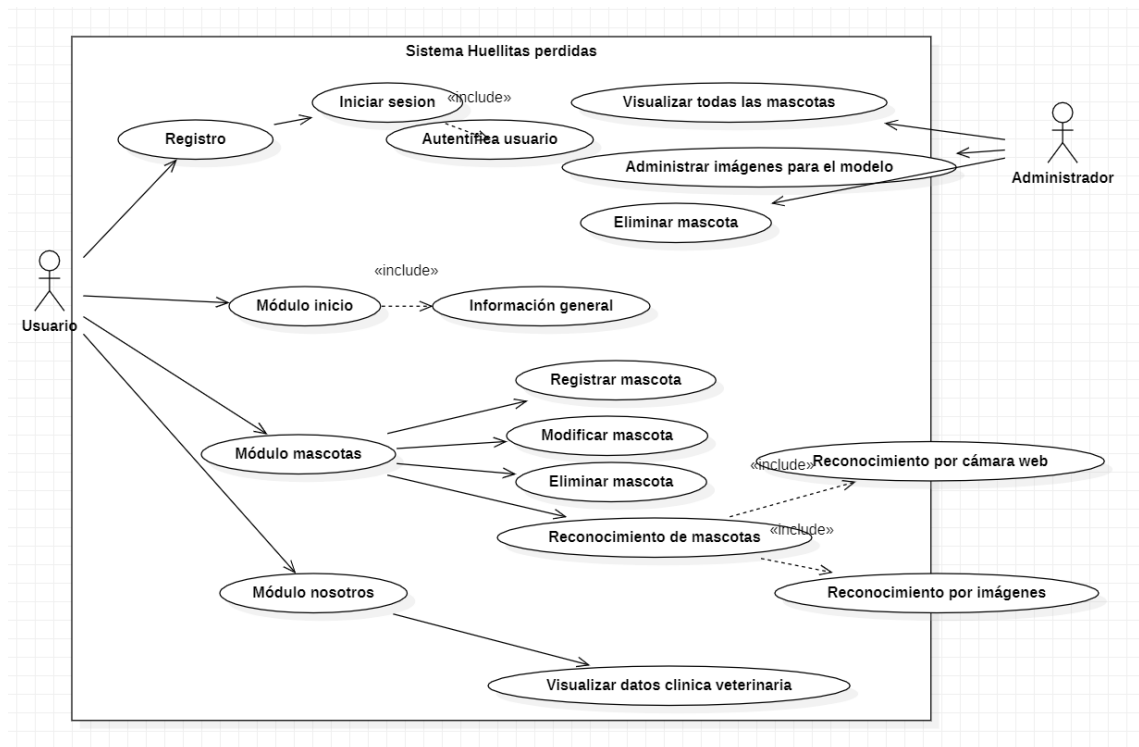 Sistema Huellitas perdidas
Iniciar sesion
«include»
Visualizar todas las mascotas
Registro
Autentifica usuario
Administrar imágenes para el modelo
Administrador
Eliminar mascota
«include»
Usuario
Módulo inicio
Información general
Registrar mascota
Modificar mascota
Módulo mascotas
Eliminar mascota
«include»
Reconocimiento por cámara web
Reconocimiento de mascotas
«include»
Módulo nosotros
Reconocimiento por imágenes
Visualizar datos clinica veterinaria